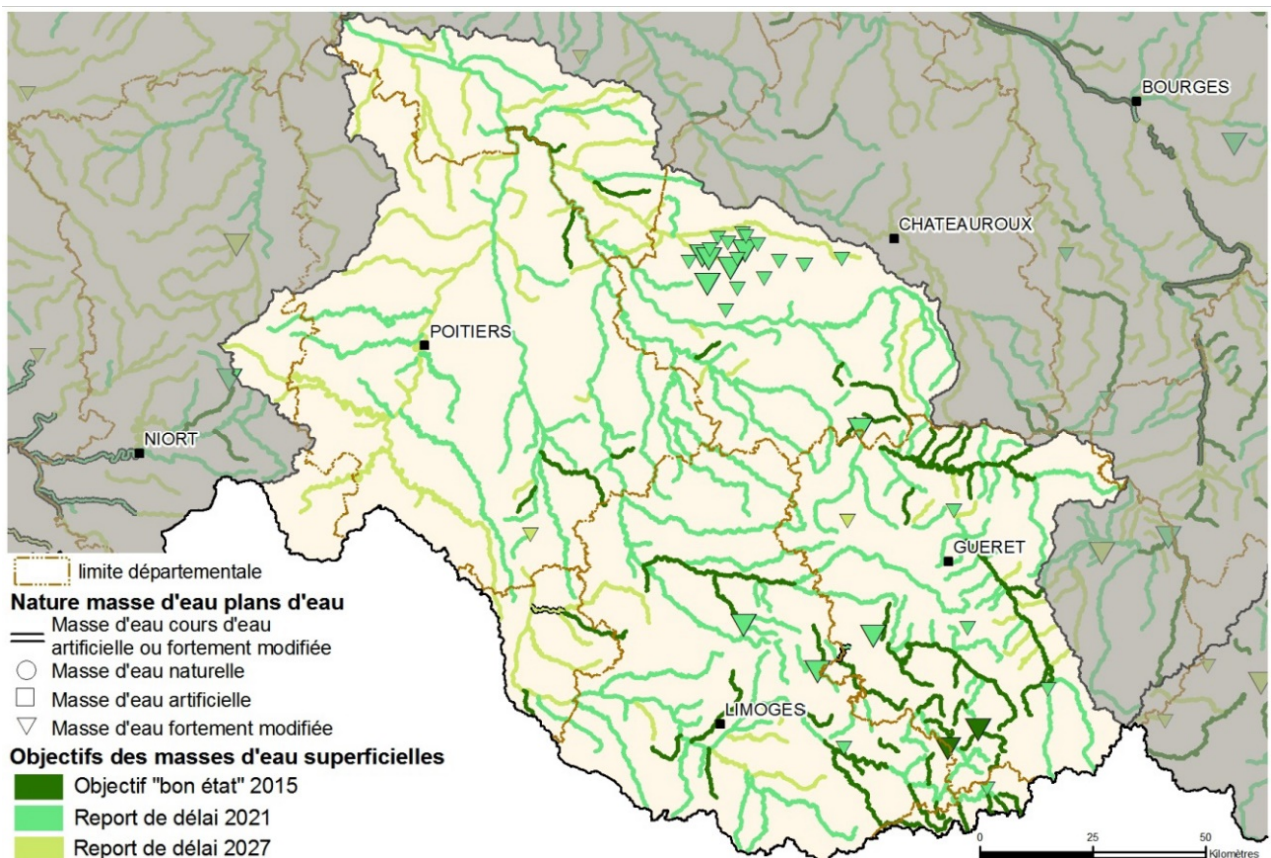 BOURGES
CHATEAUROUX
POITIERS
NIORT
GUERET
LIMOGES
limite départementale
Nature masse d'eau plans d'eau
Masse d'eau cours d'eau
artificielle ou fortement modifiée
Masse d'eau naturelle
Masse d'eau artificielle
Masse d'eau fortement modifiée
Objectifs des masses d'eau superficielles
Objectif "bon état" 2015
Report de délai 2021
Report de délai 2027
0 25 50
Kilomètres